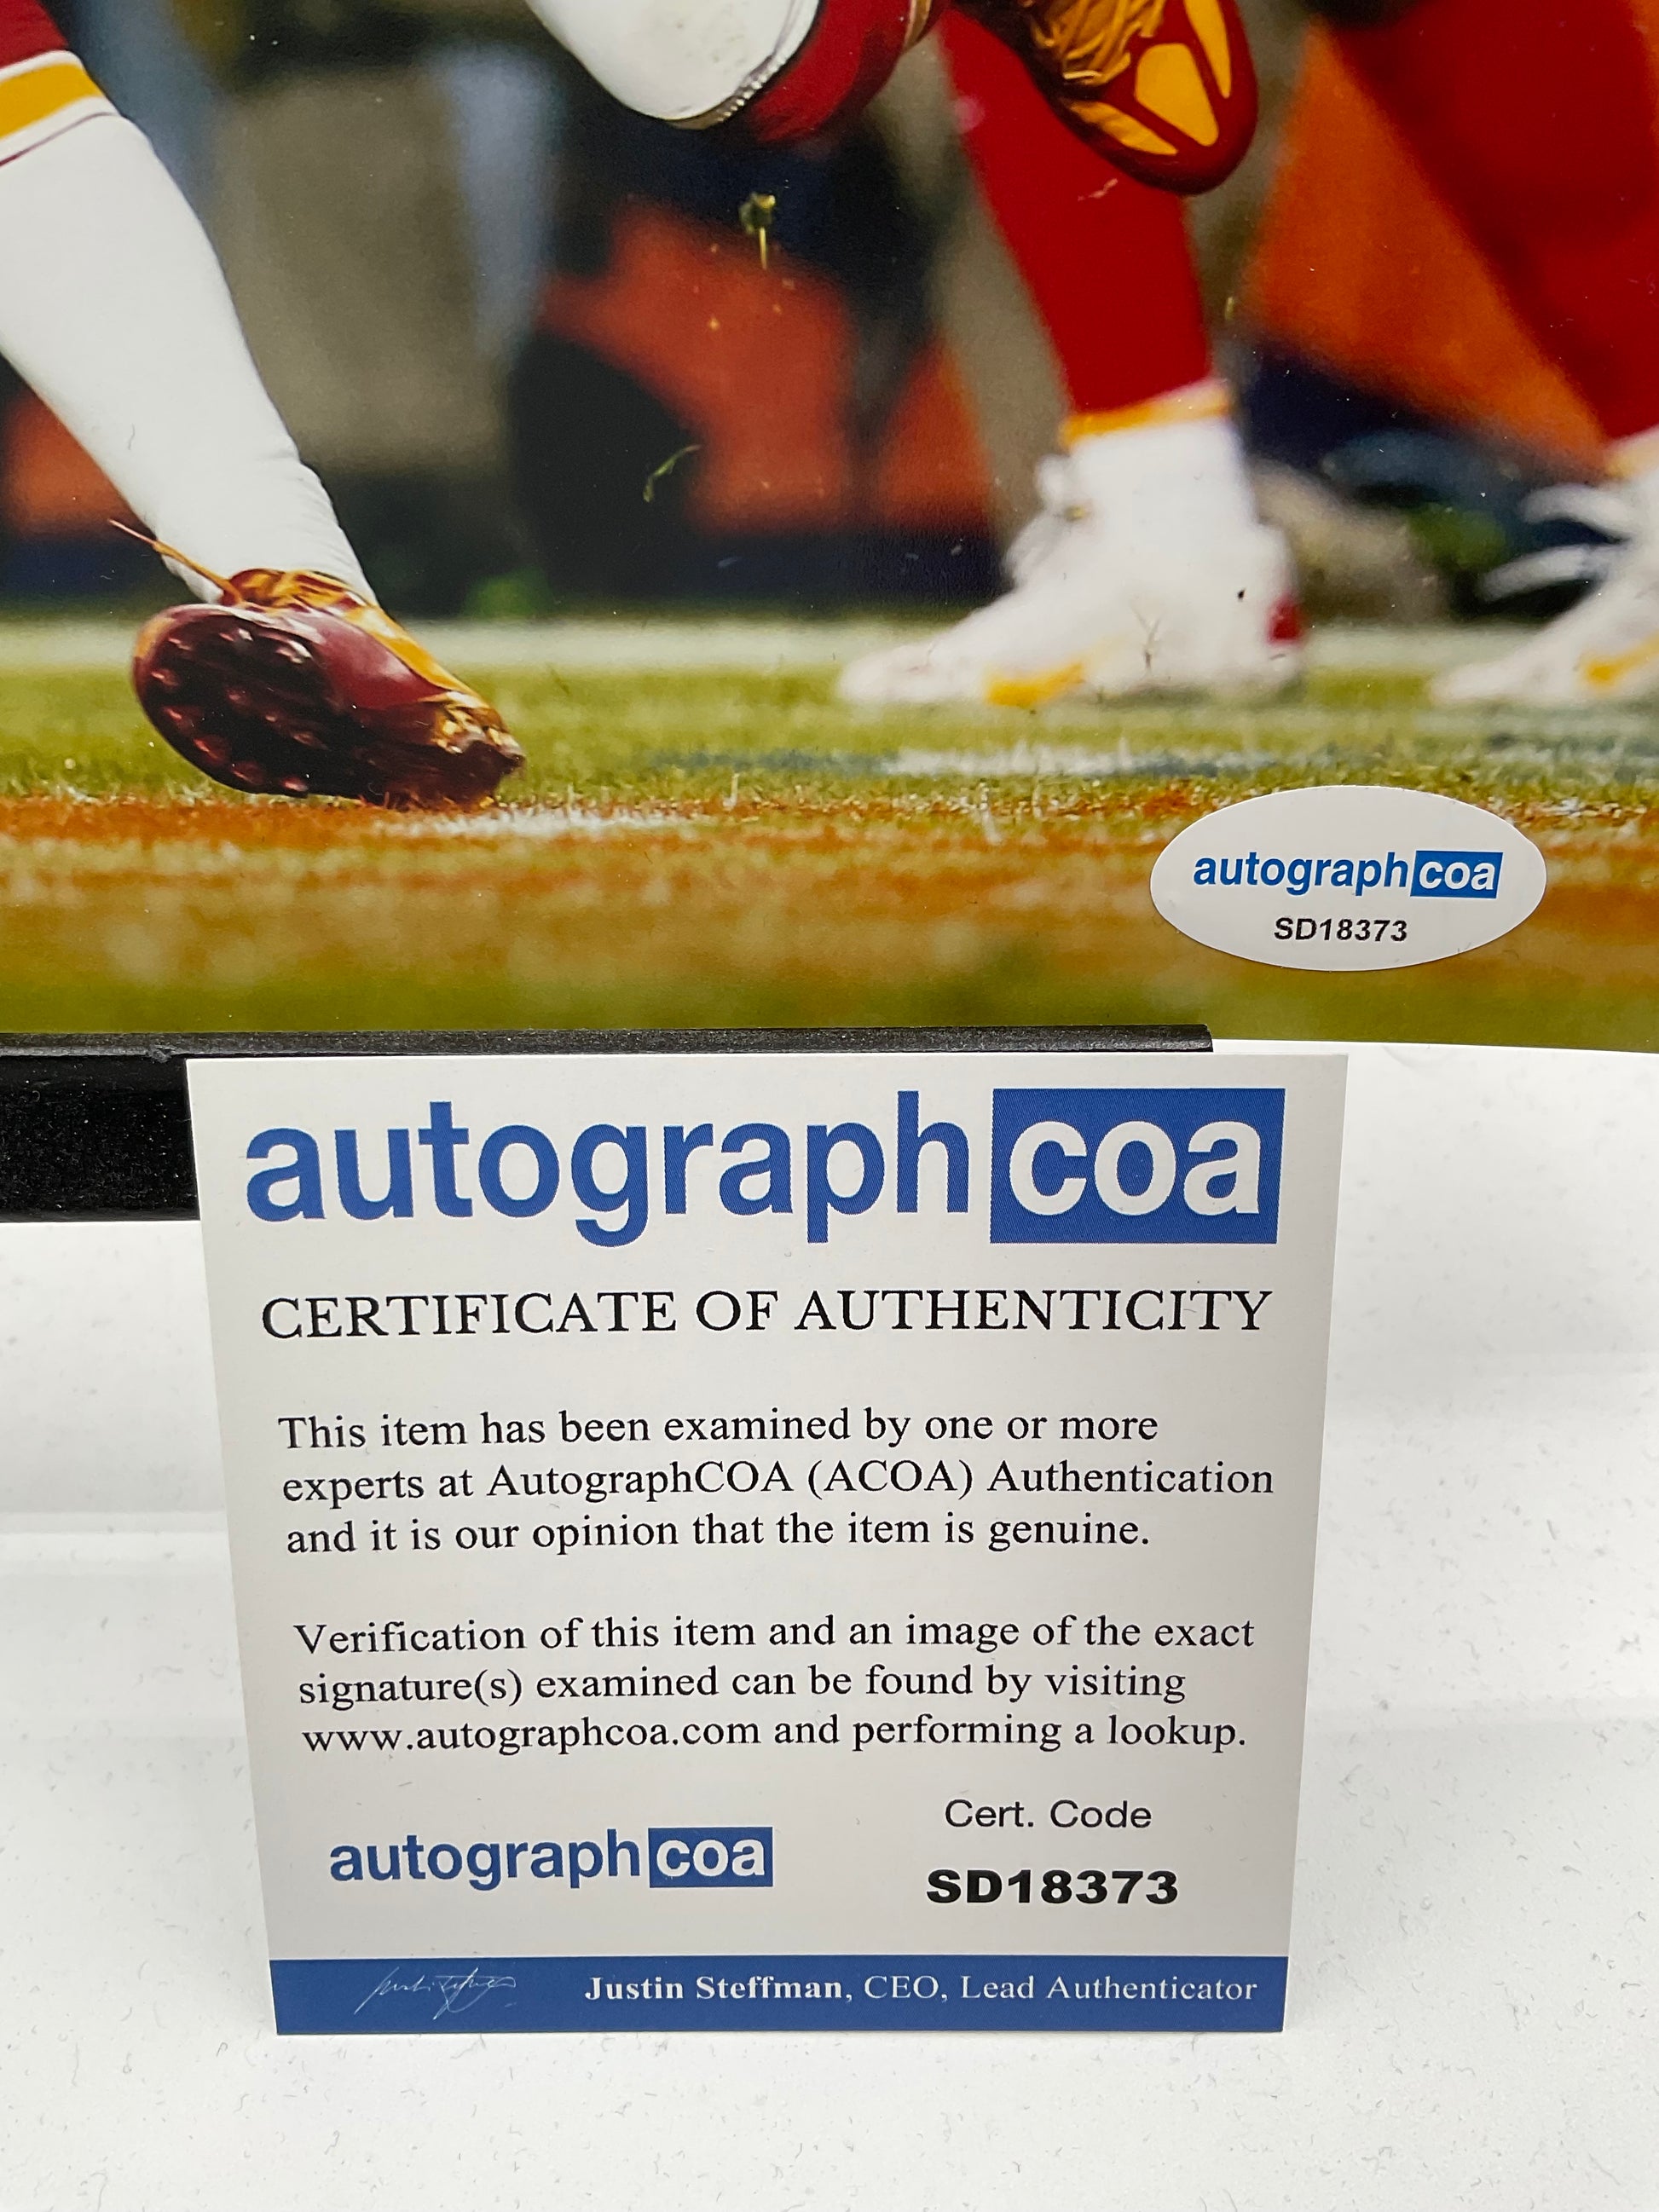 autographcoa
SD18373
autographcoa
CERTIFICATE OF AUTHENTICITY
This item has been examined by one or more
experts at AutographCOA (ACOA) Authentication
and it is our opinion that the item is genuine.
Verification of this item and an image of the exact
signature(s) examined can be found by visiting
www.autographcoa.com and performing a lookup.
Cert. Code
autographcoa
SD18373
Justin Steffman, CEO, Lead Authenticator